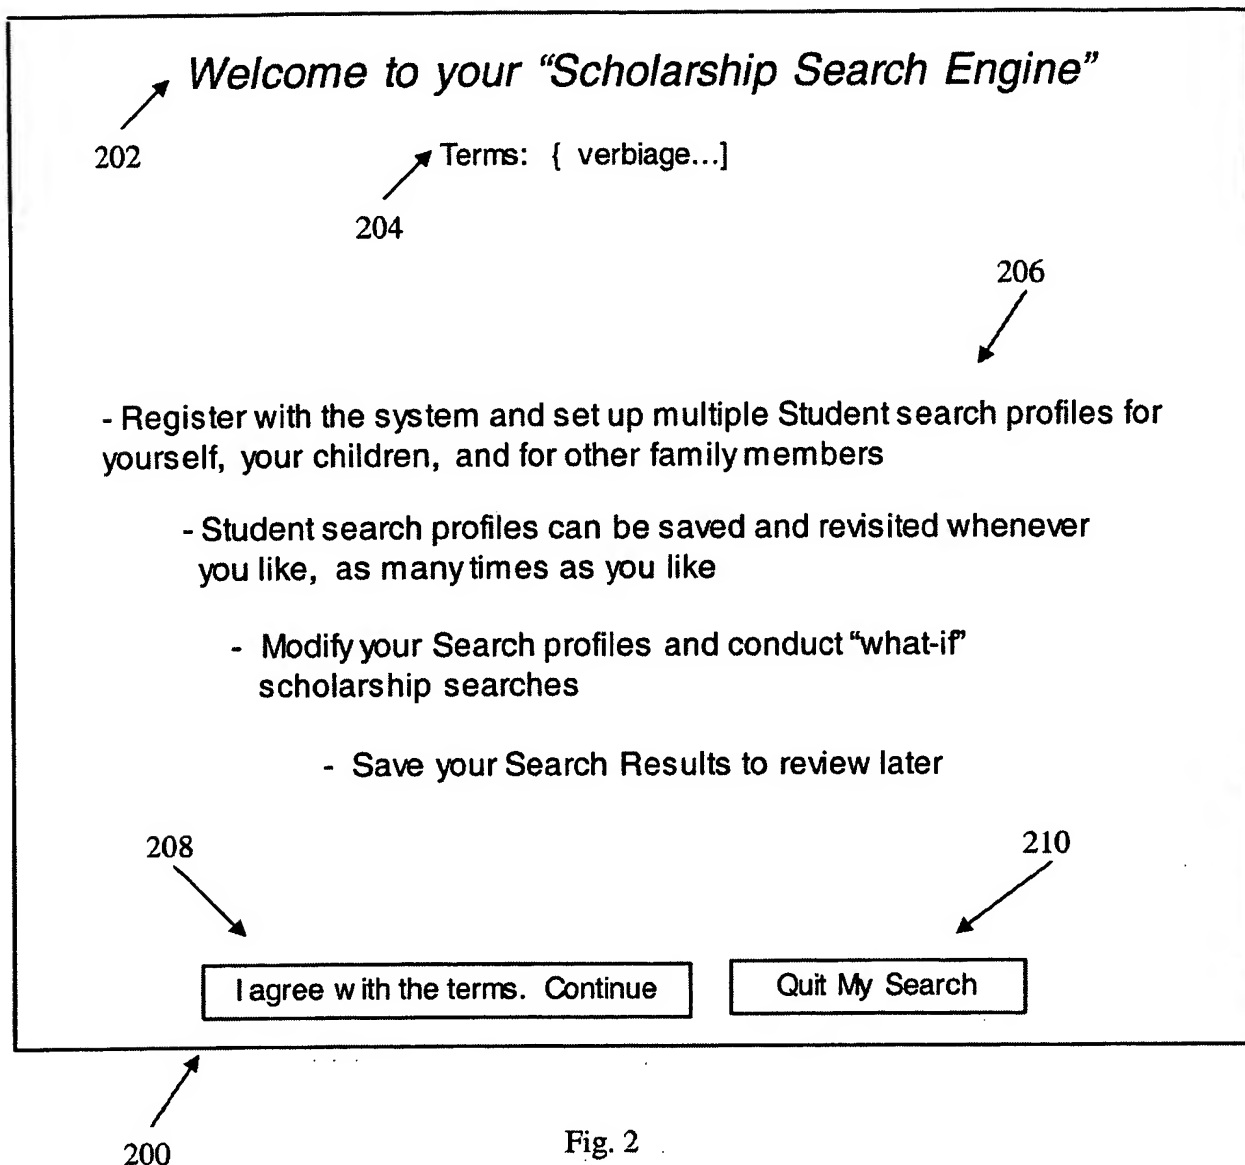 Welcome to your “Scholarship Search Engine”
202
Terms: { verbiage...]
204
206
- Register with the system and set up multiple Student search profiles for
yourself, your children, and for other family members
- Student search profiles can be saved and revisited whenever
you like, as many times as you like
- Modify your Search profiles and conduct “what-if”
scholarship searches
- Save your Search Results to review later
208
210
I agree with the terms. Continue
Quit My Search
200
Fig. 2